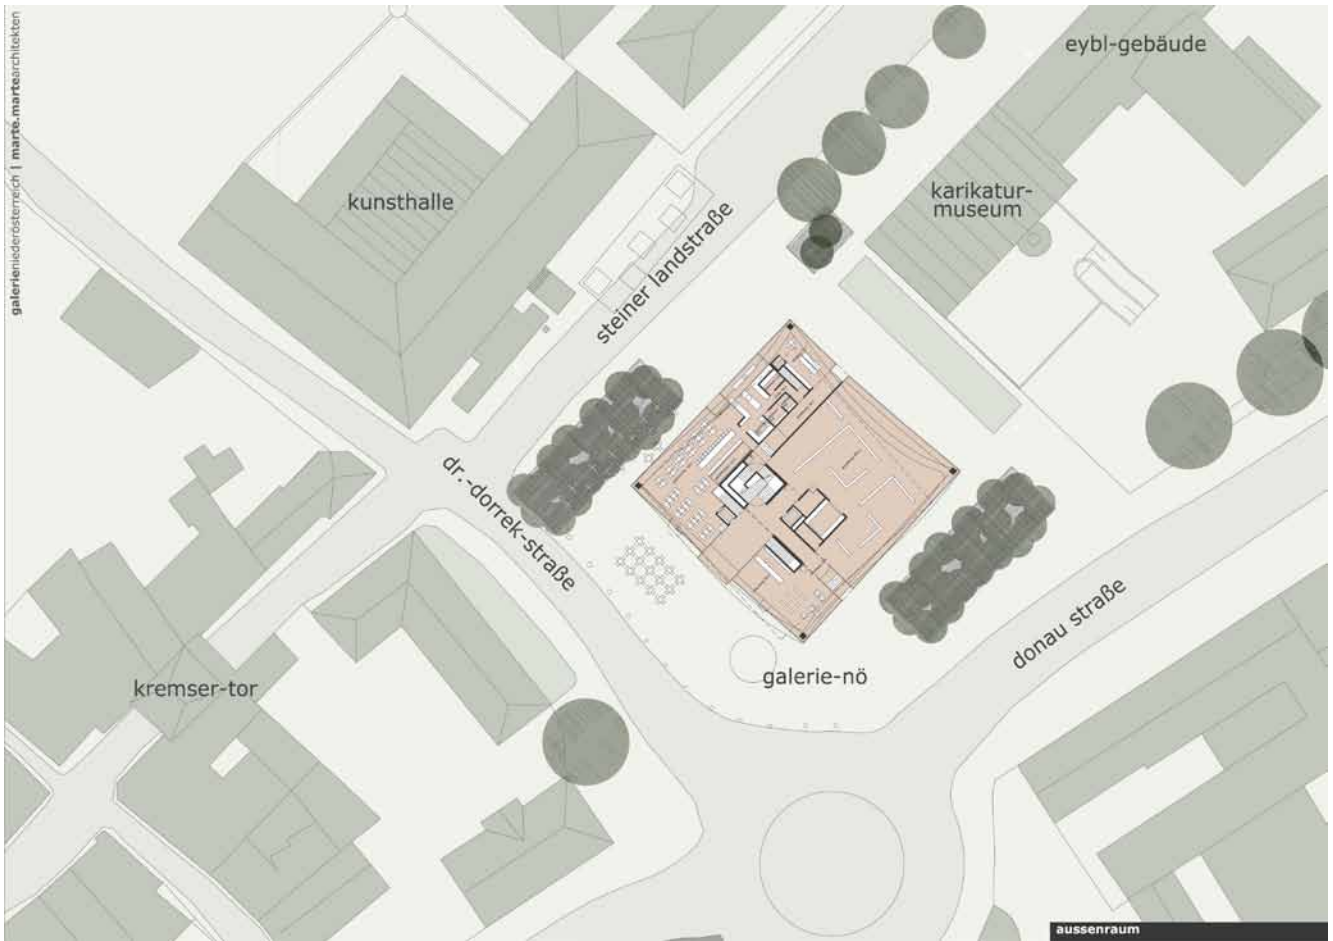 galerieniederösterreich | marte.martearchitekten
eybl-gebäude
kunsthalle
karikatur-
museum
steiner landstraße
dr.-dorrek-straße
donau straße
galerie-nö
kremser-tor
aussenraum